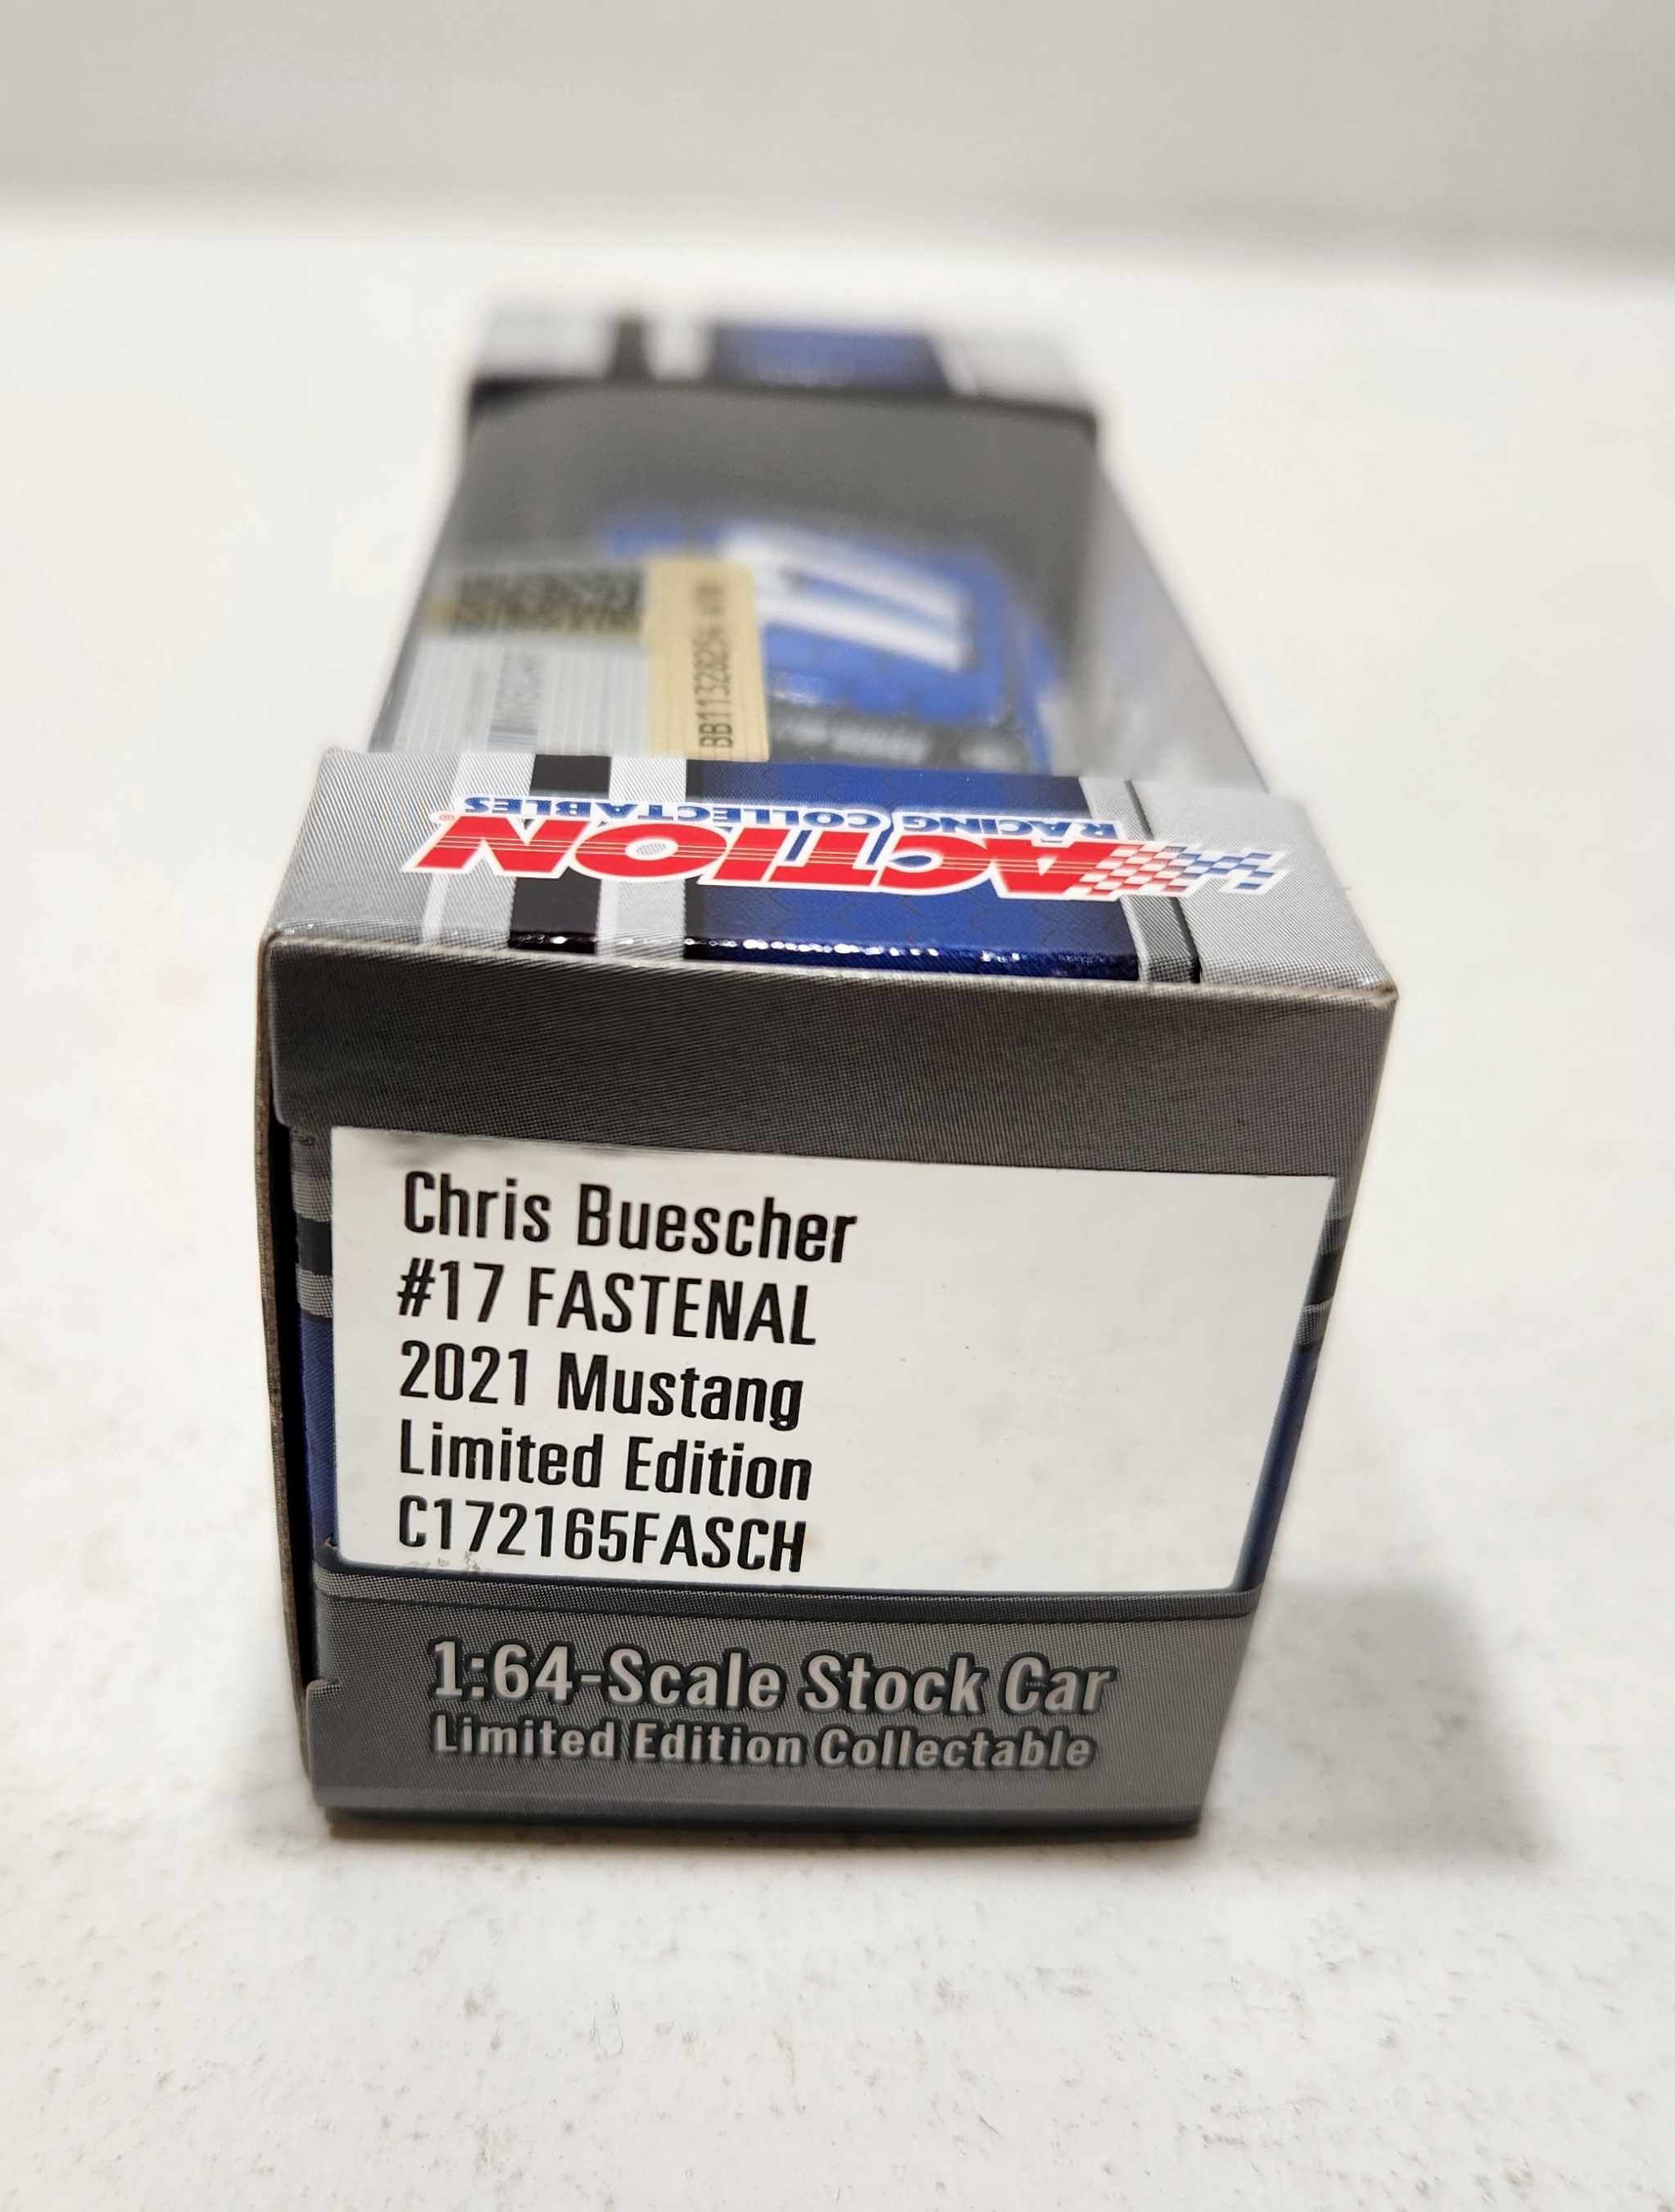 BB11328254
ACTION
RACING COLLECTABLES
Chris Buescher
#17 FASTENAL
2021 Mustang
Limited Edition
C172165FASCH
1:64-Scale Stock Car
Limited Edition Collectable